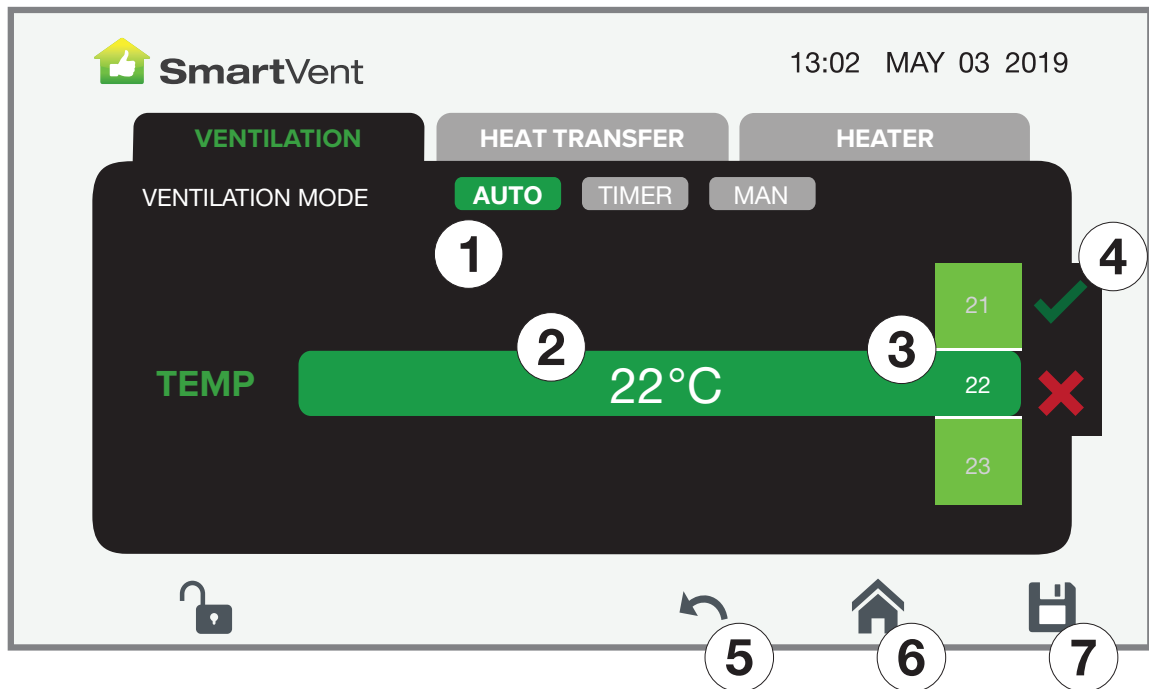 SmartVent 13:02 MAY 03 2019
VENTILATION HEAT TRANSFER HEATER
VENTILATION MODE AUTO TIMER MAN
1
4
21
2
3
TEMP 22°C 22
23
5 6 7